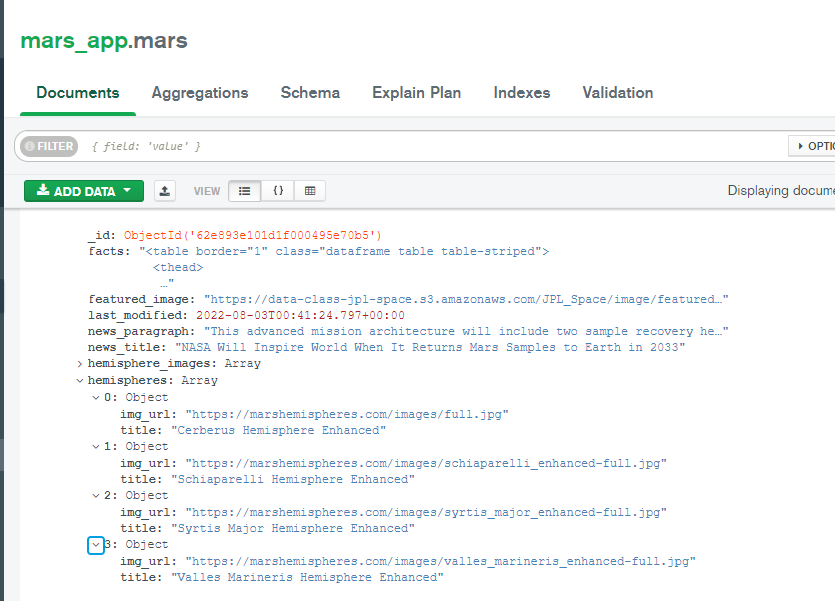 mars_app.mars
Documents Aggregations Schema Explain Plan Indexes Validation
FILTER { field: 'value' } OPTIO
ADD DATA VIEW {} Displaying docume
_id: ObjectId('62e893e101d1f000495e70b5')
facts: "<table border="1" class="dataframe table table-striped">
<thead>
…"
featured_image: "https://data-class-jpl-space.s3.amazonaws.com/JPL_Space/image/featured…"
last_modified: 2022-08-03T00:41:24.797+00:00
news_paragraph: "This advanced mission architecture will include two sample recovery he…"
news_title: "NASA Will Inspire World When It Returns Mars Samples to Earth in 2033"
hemisphere_images: Array
hemispheres: Array
0: Object
img_url: "https://marshemispheres.com/images/full.jpg"
title: "Cerberus Hemisphere Enhanced"
1: Object
img_url: "https://marshemispheres.com/images/schiaparelli_enhanced-full.jpg"
title: "Schiaparelli Hemisphere Enhanced"
2: Object
img_url: "https://marshemispheres.com/images/syrtis_major_enhanced-full.jpg"
title: "Syrtis Major Hemisphere Enhanced"
3: Object
img_url: "https://marshemispheres.com/images/valles_marineris_enhanced-full.jpg"
title: "Valles Marineris Hemisphere Enhanced"